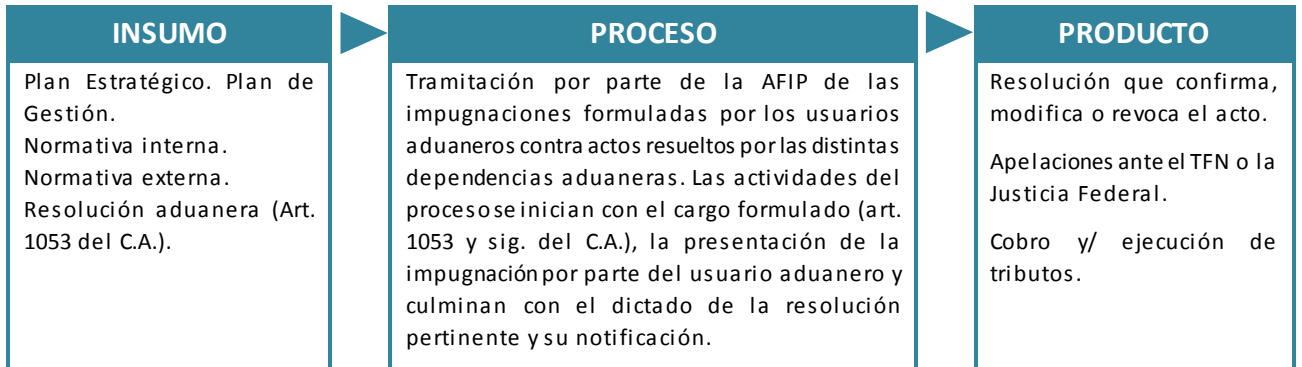 INSUMO
Plan Estratégico. Plan de
Gestión.
Normativa interna.
Normativa externa.
Resolución aduanera (Art.
1053 del C.A.).
PROCESO
Tramitación por parte de la AFIP de las
impugnaciones formuladas por los usuarios
aduaneros contra actos resueltos por las distintas
dependencias aduaneras. Las actividades del
proceso se inician con el cargo formulado (art.
1053 y sig. del C.A.), la presentación de la
impugnación por parte del usuario aduanero y
culminan con el dictado de la resolución
pertinente y su notificación.
PRODUCTO
Resolución que confirma,
modifica o revoca el acto.
Apelaciones ante el TFN o la
Justicia Federal.
Cobro y/ ejecución de
tributos.